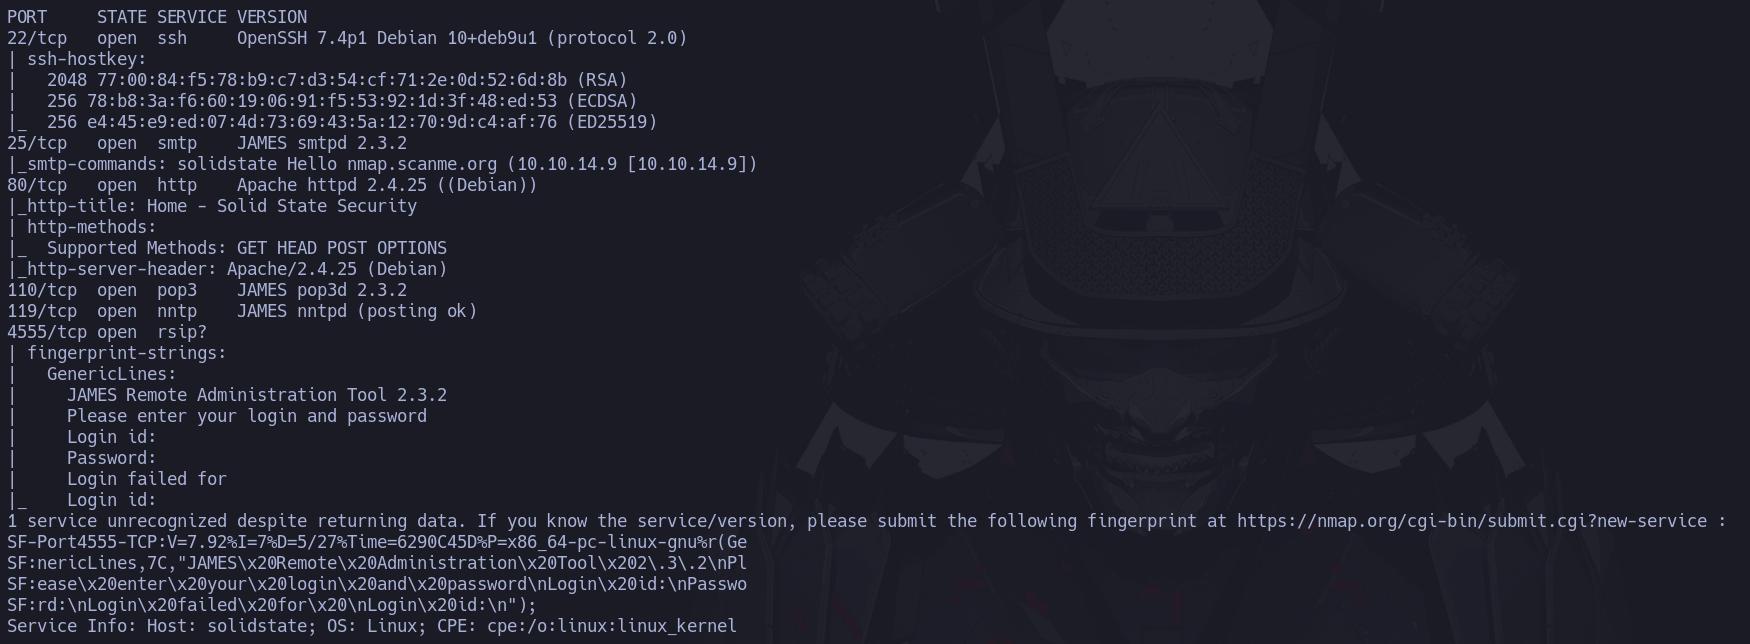 PORT     STATE SERVICE VERSION
22/tcp   open  ssh     OpenSSH 7.4p1 Debian 10+deb9u1 (protocol 2.0)
| ssh-hostkey:
|   2048 77:00:84:f5:78:b9:c7:d3:54:cf:71:2e:0d:52:6d:8b (RSA)
|   256 78:b8:3a:f6:60:19:06:91:f5:53:92:1d:3f:48:ed:53 (ECDSA)
|_  256 e4:45:e9:ed:07:4d:73:69:43:5a:12:70:9d:c4:af:76 (ED25519)
25/tcp   open  smtp    JAMES smtpd 2.3.2
|_smtp-commands: solidstate Hello nmap.scanme.org (10.10.14.9 [10.10.14.9])
80/tcp   open  http    Apache httpd 2.4.25 ((Debian))
|_http-title: Home - Solid State Security
| http-methods:
|_  Supported Methods: GET HEAD POST OPTIONS
|_http-server-header: Apache/2.4.25 (Debian)
110/tcp  open  pop3    JAMES pop3d 2.3.2
119/tcp  open  nntp    JAMES nntpd (posting ok)
4555/tcp open  rsip?
| fingerprint-strings:
|   GenericLines:
|     JAMES Remote Administration Tool 2.3.2
|     Please enter your login and password
|     Login id:
|     Password:
|     Login failed for
|_    Login id:
1 service unrecognized despite returning data. If you know the service/version, please submit the following fingerprint at https://nmap.org/cgi-bin/submit.cgi?new-service :
SF-Port4555-TCP:V=7.92%I=7%D=5/27%Time=6290C45D%P=x86_64-pc-linux-gnu%r(Ge
SF:nericLines,7C,"JAMES\x20Remote\x20Administration\x20Tool\x202\.3\.2\nPl
SF:ease\x20enter\x20your\x20login\x20and\x20password\nLogin\x20id:\nPasswo
SF:rd:\nLogin\x20failed\x20for\x20\nLogin\x20id:\n");
Service Info: Host: solidstate; OS: Linux; CPE: cpe:/o:linux:linux_kernel